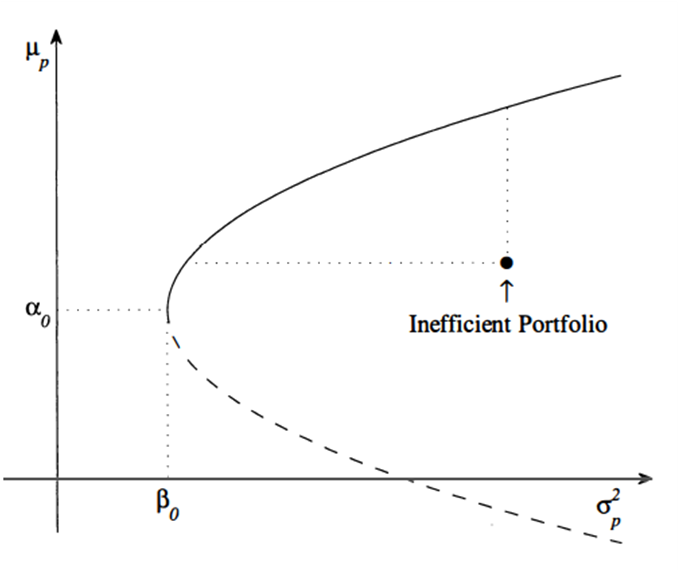 μ_p
α_0
↑
Inefficient Portfolio
β_0
σ_p^2